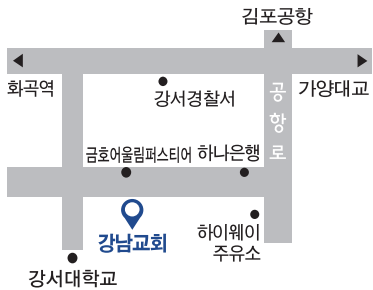 김포공항
화곡역
강서경찰서
공항로
가양대교
금호어울림퍼스티어
하나은행
강남교회
하이웨이
주유소
강서대학교